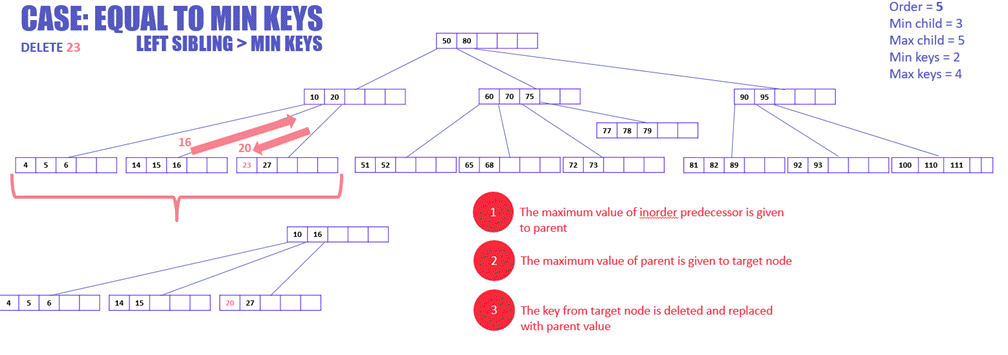 CASE: EQUAL TO MIN KEYS
LEFT SIBLING > MIN KEYS
DELETE 23
Order = 5
Min child = 3
Max child = 5
Min keys = 2
Max keys = 4
50 80
10 20
60 70 75
90 95
16
20
77 78 79
4 5 6
14 15 16
23 27
51 52
65 68
72 73
81 82 89
92 93
100 110 111
10 16
4 5 6
14 15
20 27
1 The maximum value of inorder predecessor is given
to parent
2 The maximum value of parent is given to target node
3 The key from target node is deleted and replaced
with parent value